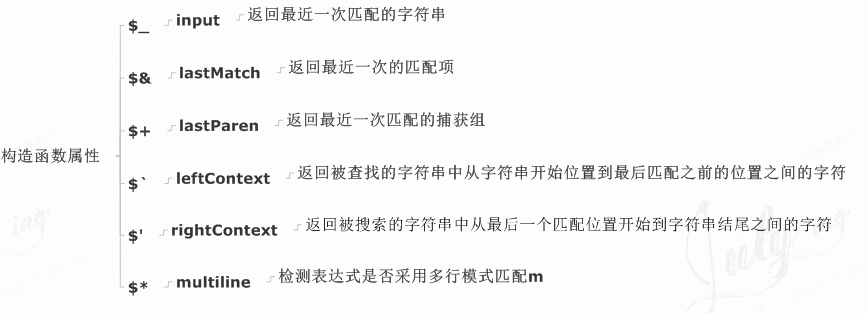 $_ input 返回最近一次匹配的字符串
$& lastMatch 返回最近一次的匹配项
$+ lastParen 返回最近一次匹配的捕获组
构造函数属性
$` leftContext 返回被查找的字符串中从字符串开始位置到最后匹配之前的位置之间的字符
$' rightContext 返回被搜索的字符串中从最后一个匹配位置开始到字符串结尾之间的字符
$* multiline 检测表达式是否采用多行模式匹配m